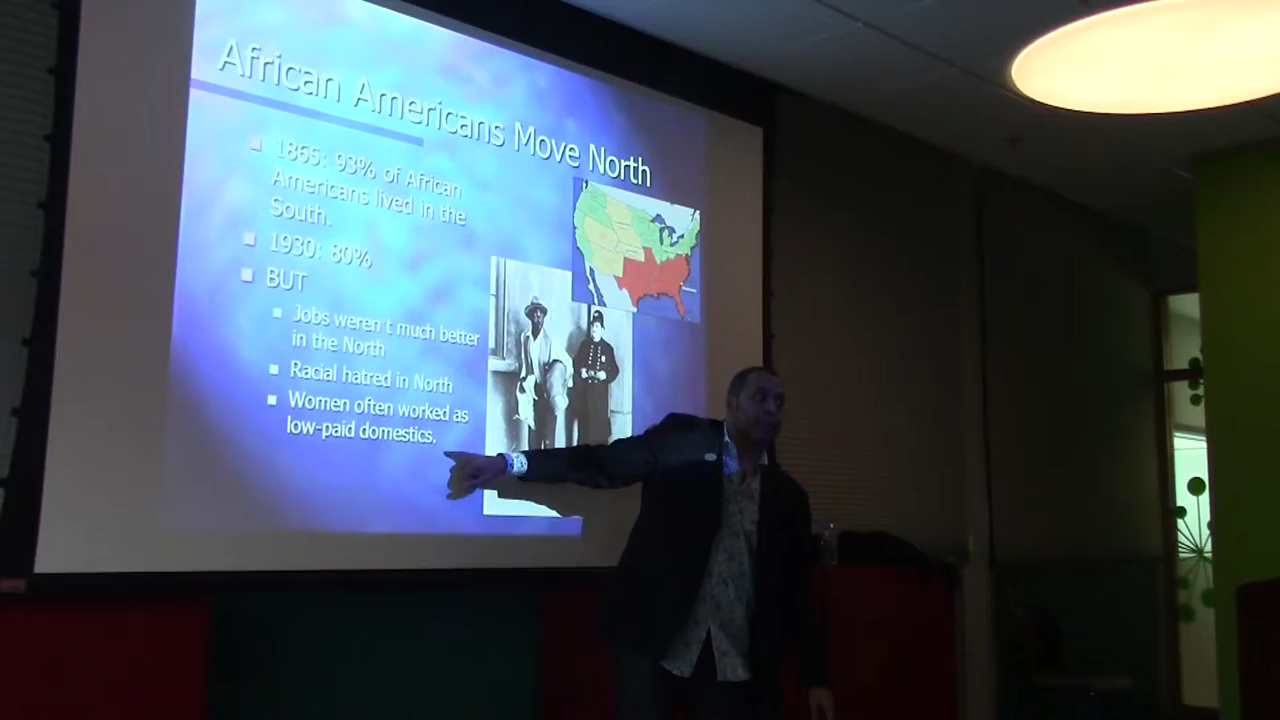 African Americans Move North
1865: 93% of African
Americans lived in the
South.
1930: 80%
BUT
Jobs weren't much better
in the North
Racial hatred in North
Women often worked as
low-paid domestics.